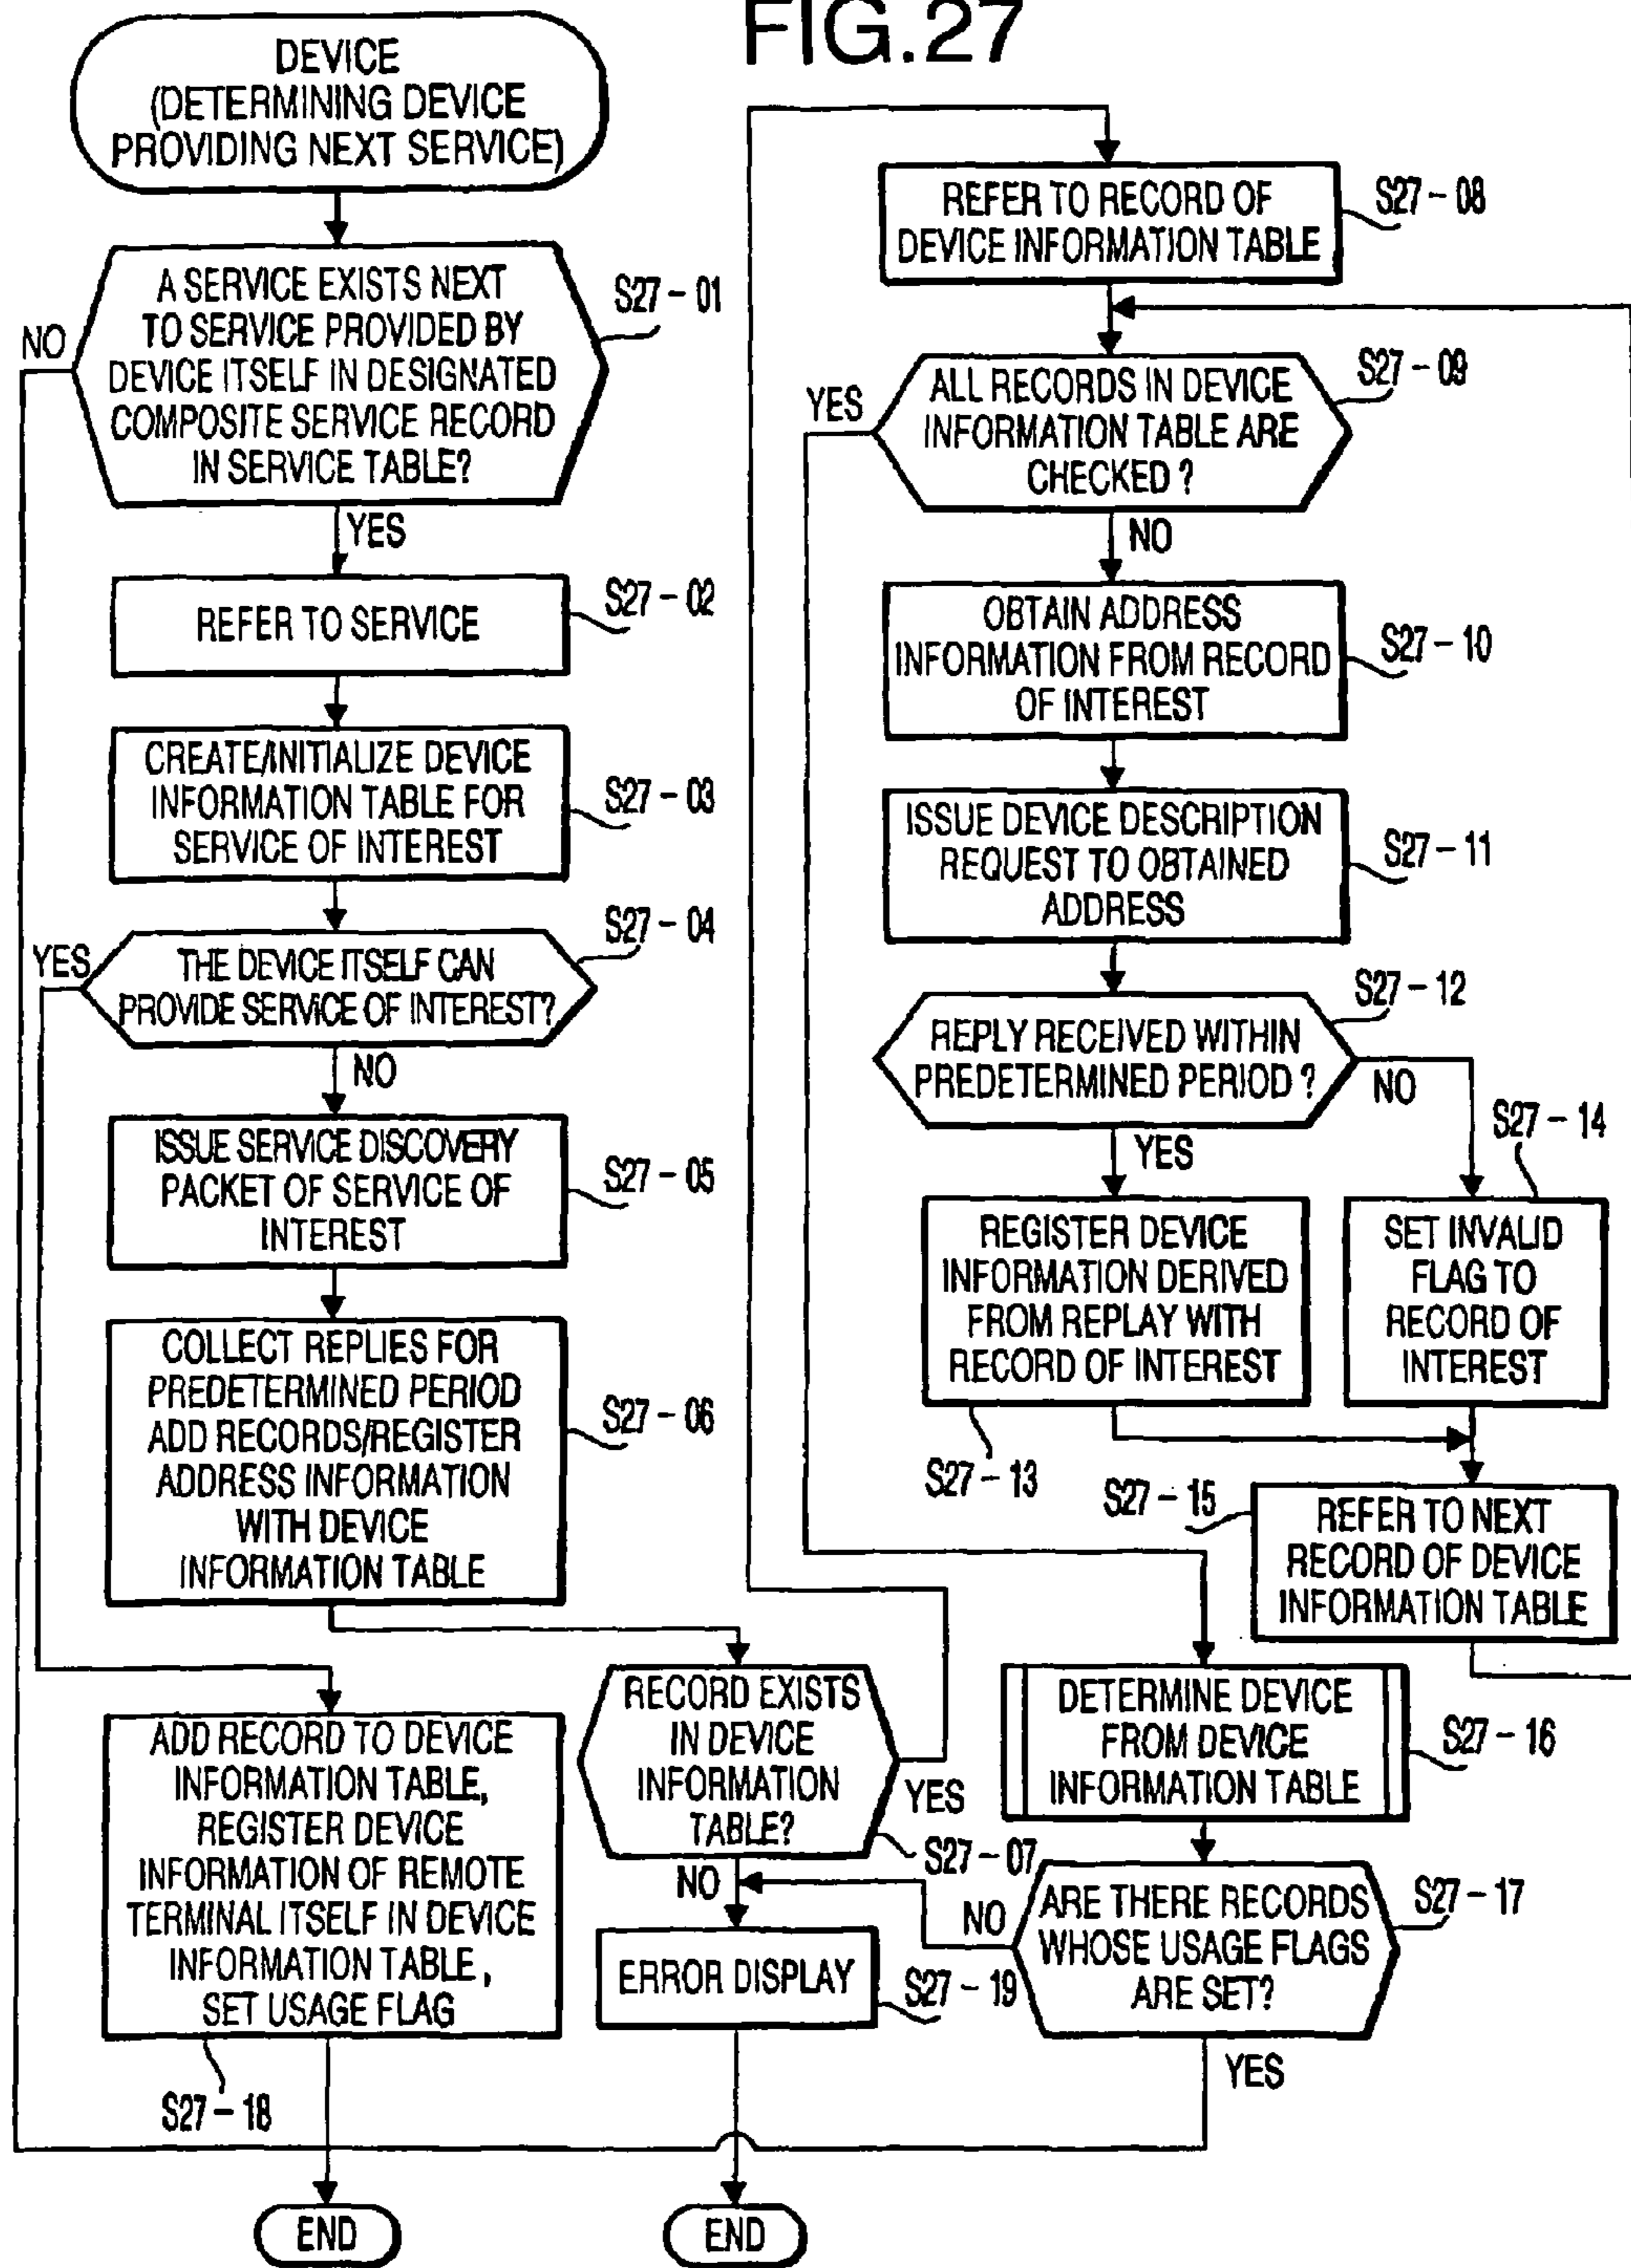 FIG.27
DEVICE
(DETERMINING DEVICE
PROVIDING NEXT SERVICE)
A SERVICE EXISTS NEXT
TO SERVICE PROVIDED BY
DEVICE ITSELF IN DESIGNATED
COMPOSITE SERVICE RECORD
IN SERVICE TABLE?
S27-01
NO
YES
REFER TO SERVICE
S27-02
CREATE/INITIALIZE DEVICE
INFORMATION TABLE FOR
SERVICE OF INTEREST
S27-03
THE DEVICE ITSELF CAN
PROVIDE SERVICE OF INTEREST?
S27-04
YES
NO
ISSUE SERVICE DISCOVERY
PACKET OF SERVICE OF
INTEREST
S27-05
COLLECT REPLIES FOR
PREDETERMINED PERIOD
ADD RECORDS/REGISTER
ADDRESS INFORMATION
WITH DEVICE
INFORMATION TABLE
S27-06
ADD RECORD TO DEVICE
INFORMATION TABLE,
REGISTER DEVICE
INFORMATION OF REMOTE
TERMINAL ITSELF IN DEVICE
INFORMATION TABLE,
SET USAGE FLAG
S27-18
END
RECORD EXISTS
IN DEVICE
INFORMATION
TABLE?
YES
S27-07
NO
ERROR DISPLAY
S27-19
END
REFER TO RECORD OF
DEVICE INFORMATION TABLE
S27-08
ALL RECORDS IN DEVICE
INFORMATION TABLE ARE
CHECKED ?
S27-09
YES
NO
OBTAIN ADDRESS
INFORMATION FROM RECORD
OF INTEREST
S27-10
ISSUE DEVICE DESCRIPTION
REQUEST TO OBTAINED
ADDRESS
S27-11
REPLY RECEIVED WITHIN
PREDETERMINED PERIOD ?
S27-12
NO
YES
REGISTER DEVICE
INFORMATION DERIVED
FROM REPLAY WITH
RECORD OF INTEREST
S27-13
S27-14
SET INVALID
FLAG TO
RECORD OF
INTEREST
S27-15
REFER TO NEXT
RECORD OF DEVICE
INFORMATION TABLE
DETERMINE DEVICE
FROM DEVICE
INFORMATION TABLE
S27-16
ARE THERE RECORDS
WHOSE USAGE FLAGS
ARE SET?
S27-17
NO
YES